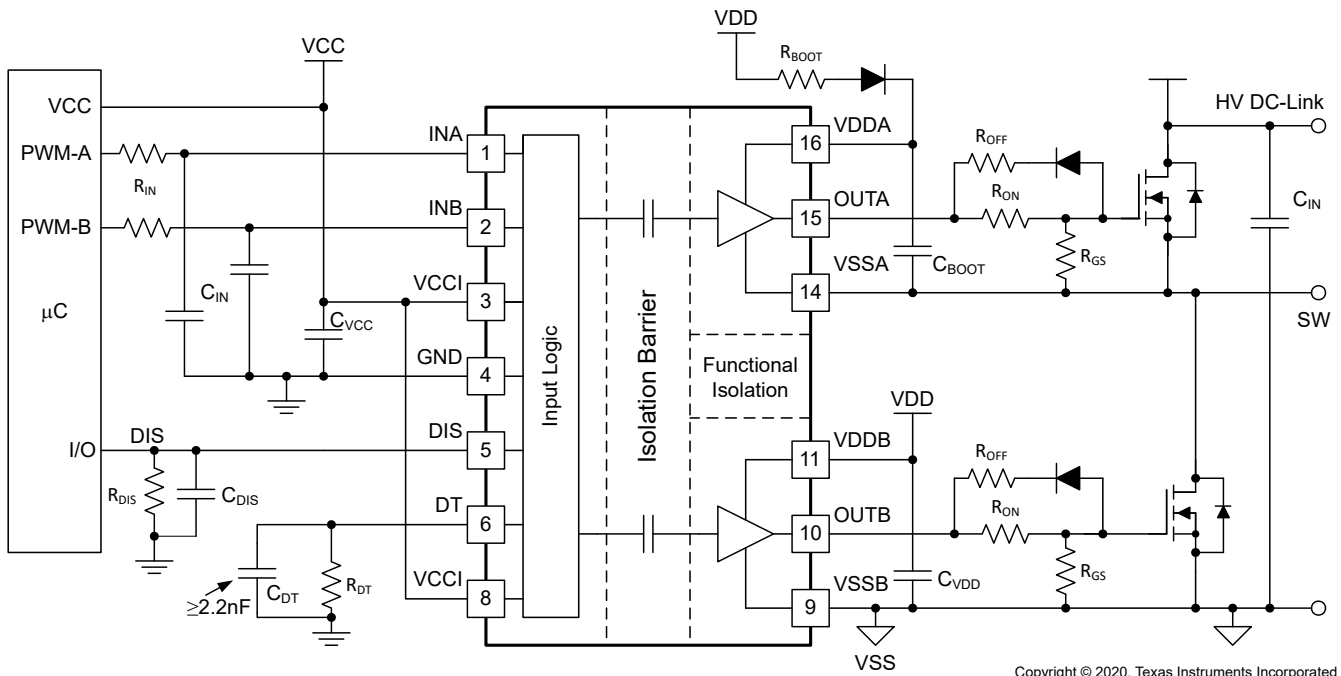 VDD
RBOOT
VCC
VCC
PWM-A
RIN
PWM-B
μC
I/O
CIN
CVCC
DIS
RDIS
CDIS
≥2.2nF
CDT
RDT
INA
1
INB
2
VCCI
3
GND
4
DIS
5
DT
6
VCCI
8
Input Logic
Isolation Barrier
Functional
Isolation
VDDA
16
OUTA
15
VSSA
14
CBOOT
ROFF
RON
RGS
HV DC-Link
CIN
SW
VDD
VDDB
11
OUTB
10
VSSB
9
CVDD
ROFF
RON
RGS
VSS
Copyright © 2020, Texas Instruments Incorporated